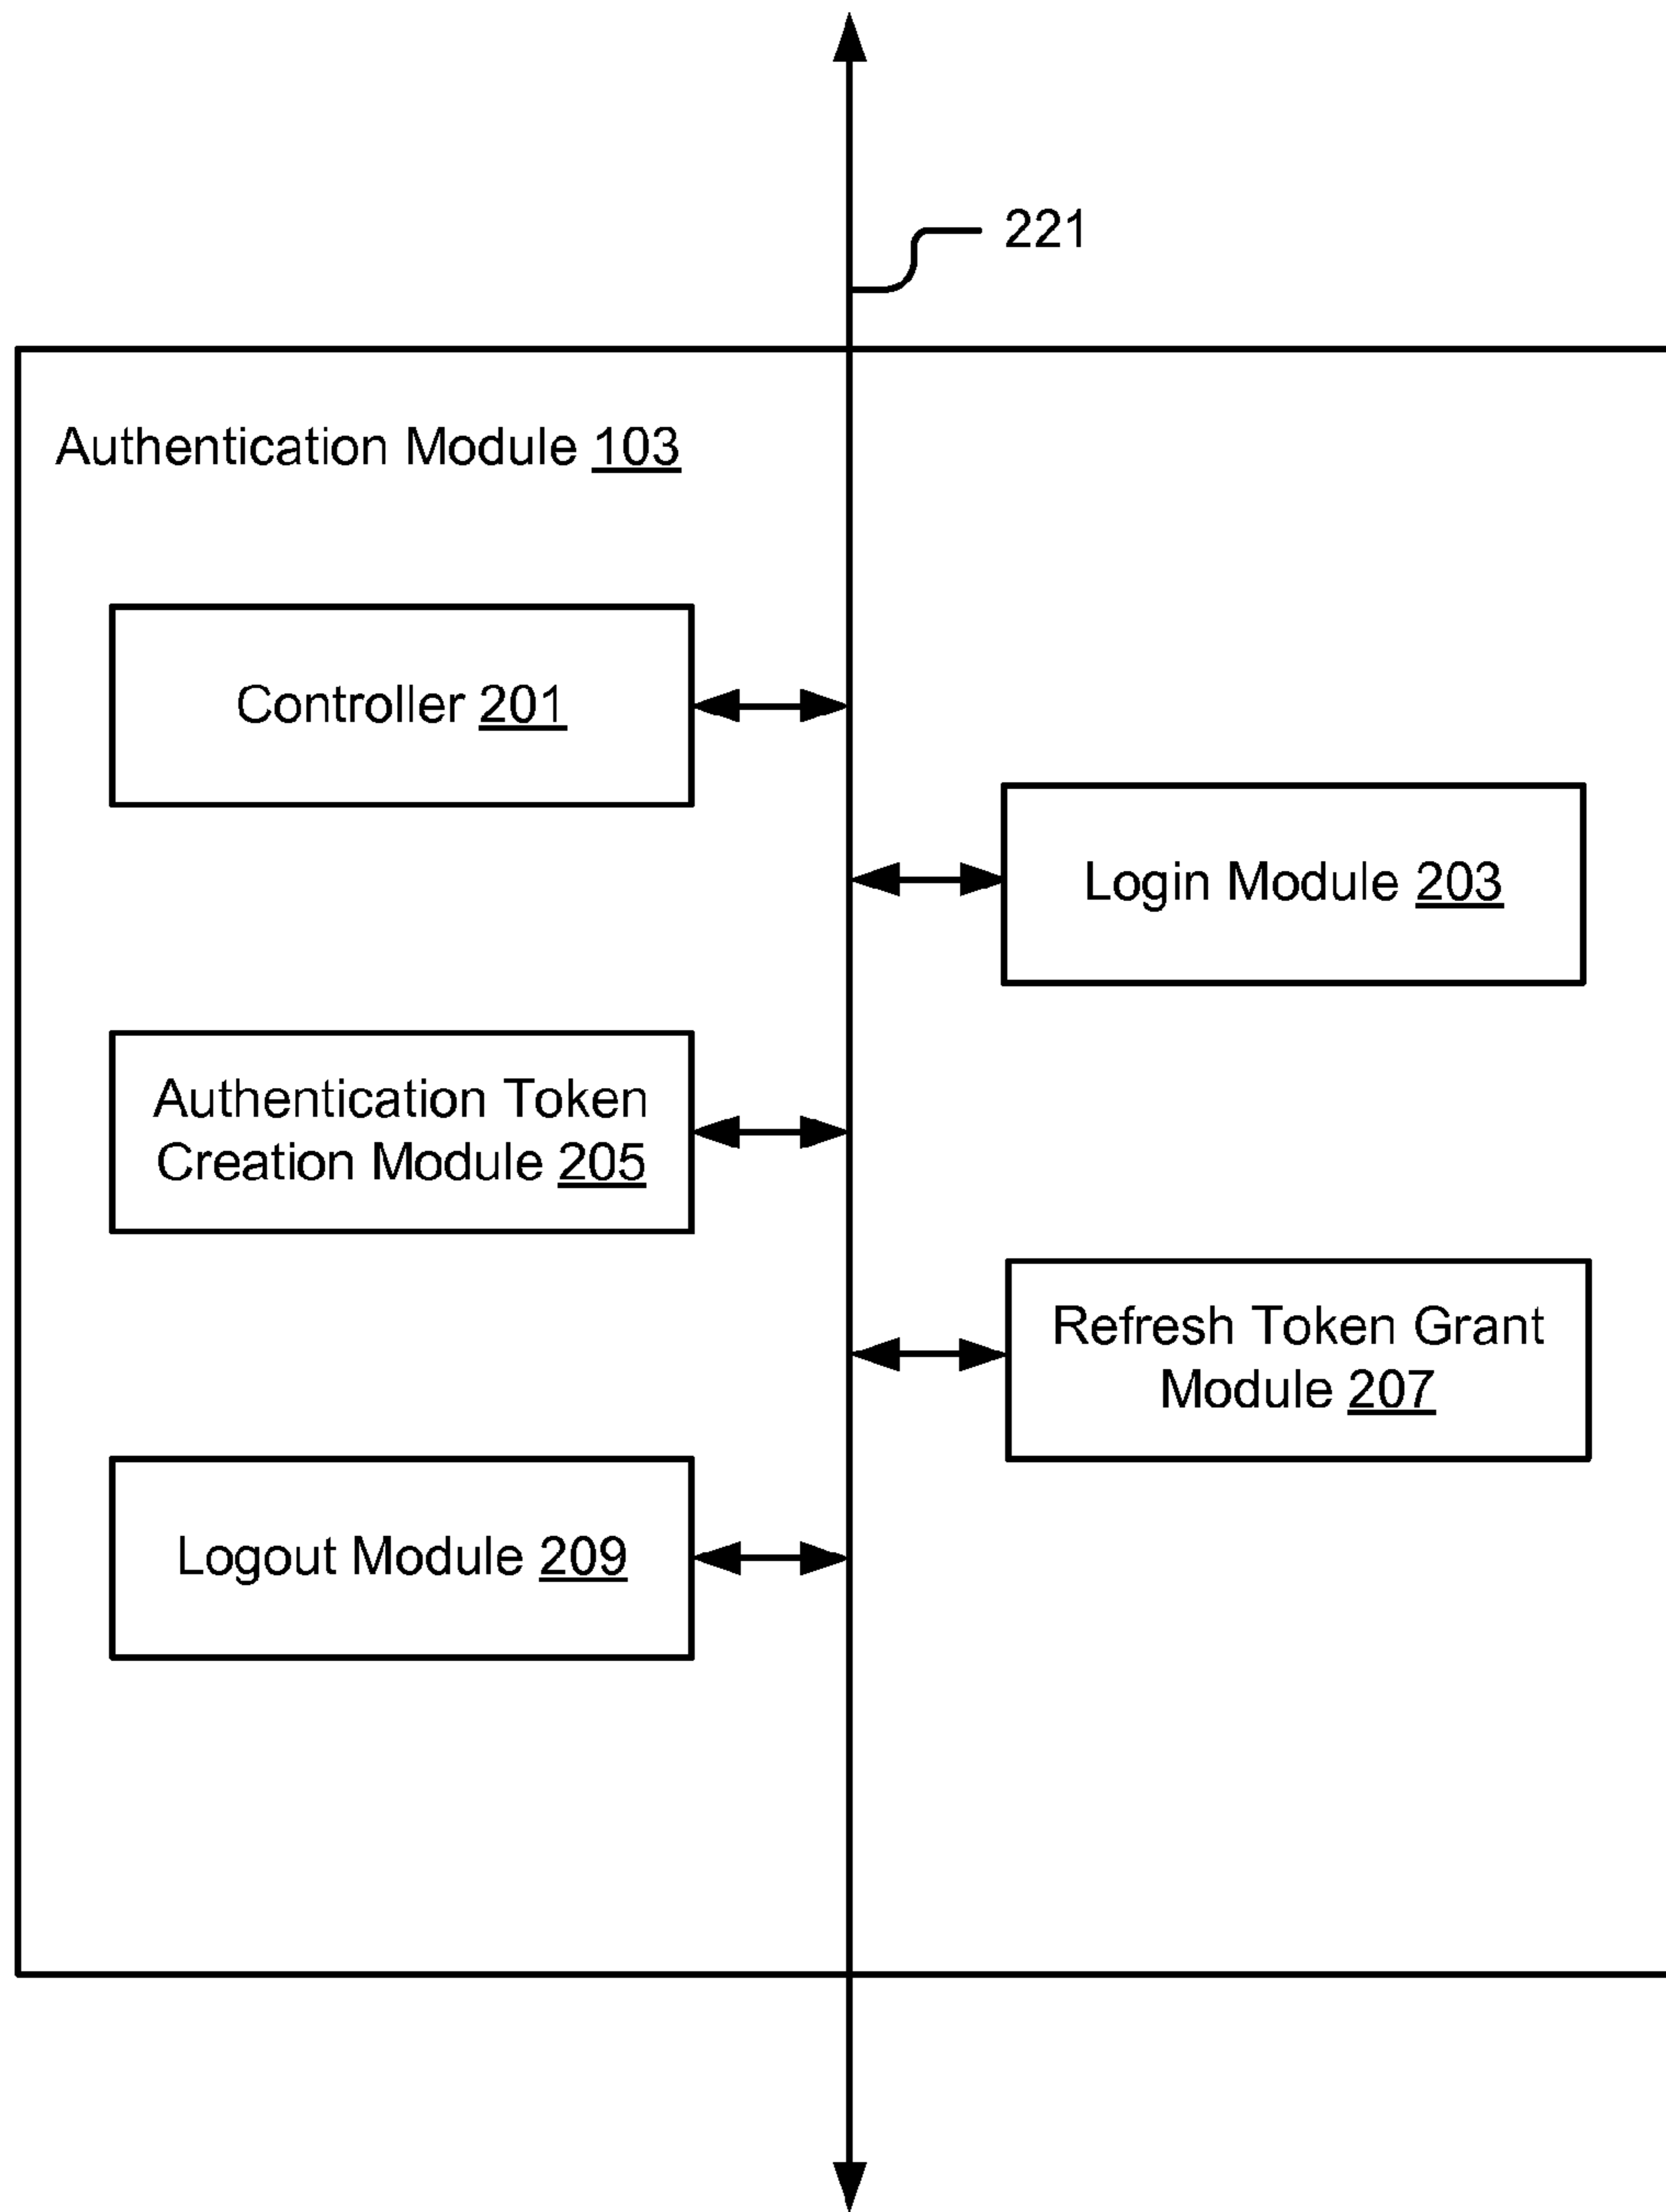 221
Authentication Module 103
Controller 201
Login Module 203
Authentication Token
Creation Module 205
Refresh Token Grant
Module 207
Logout Module 209